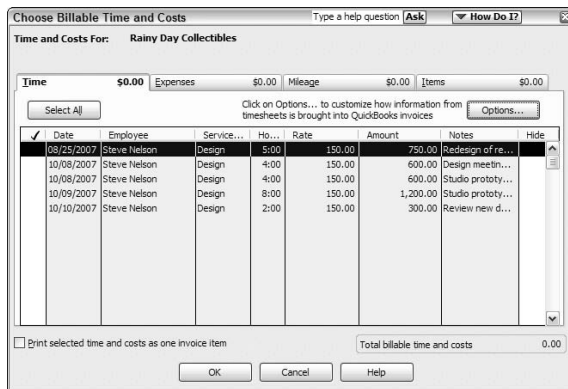 Choose Billable Time and Costs Type a help question Ask How Do I?
Time and Costs For: Rainy Day Collectibles
Time $0.00 Expenses $0.00 Mileage $0.00 Items $0.00
Select All Click on Options... to customize how information from timesheets is brought into QuickBooks invoices Options...
✓ Date Employee Service... Ho... Rate Amount Notes Hide
08/25/2007 Steve Nelson Design 5:00 150.00 750.00 Redesign of re...
10/08/2007 Steve Nelson Design 4:00 150.00 600.00 Design meetin...
10/08/2007 Steve Nelson Design 4:00 150.00 600.00 Studio prototy...
10/09/2007 Steve Nelson Design 8:00 150.00 1,200.00 Studio prototy...
10/10/2007 Steve Nelson Design 2:00 150.00 300.00 Review new d...
Print selected time and costs as one invoice item Total billable time and costs 0.00
OK Cancel Help